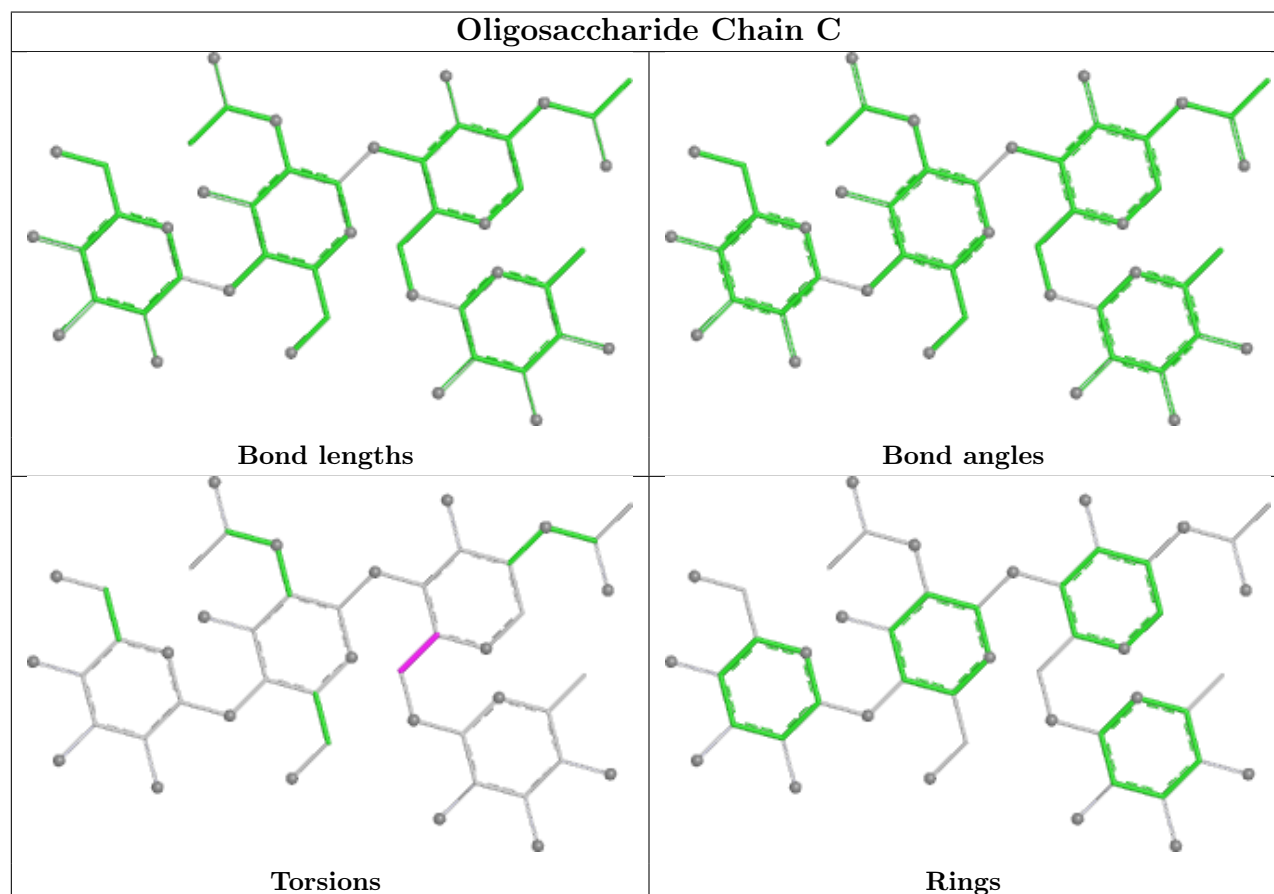 Oligosaccharide Chain C
Bond lengths
Bond angles
Torsions
Rings